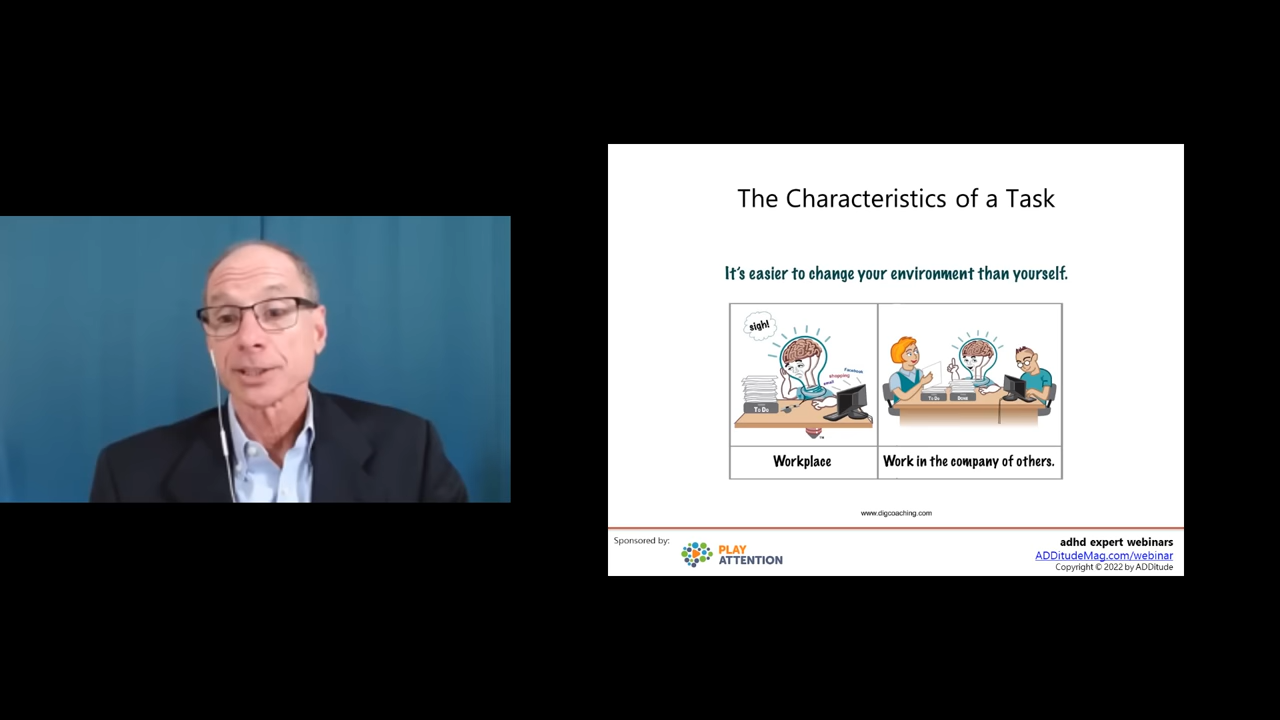 The Characteristics of a Task
It's easier to change your environment than yourself.
sigh!
Facebook
shopping
email
To Do
To Do
Done
Workplace
Work in the company of others.
www.digcoaching.com
Sponsored by:
PLAY
ATTENTION
adhd expert webinars
ADDitudeMag.com/webinar
Copyright © 2022 by ADDitude